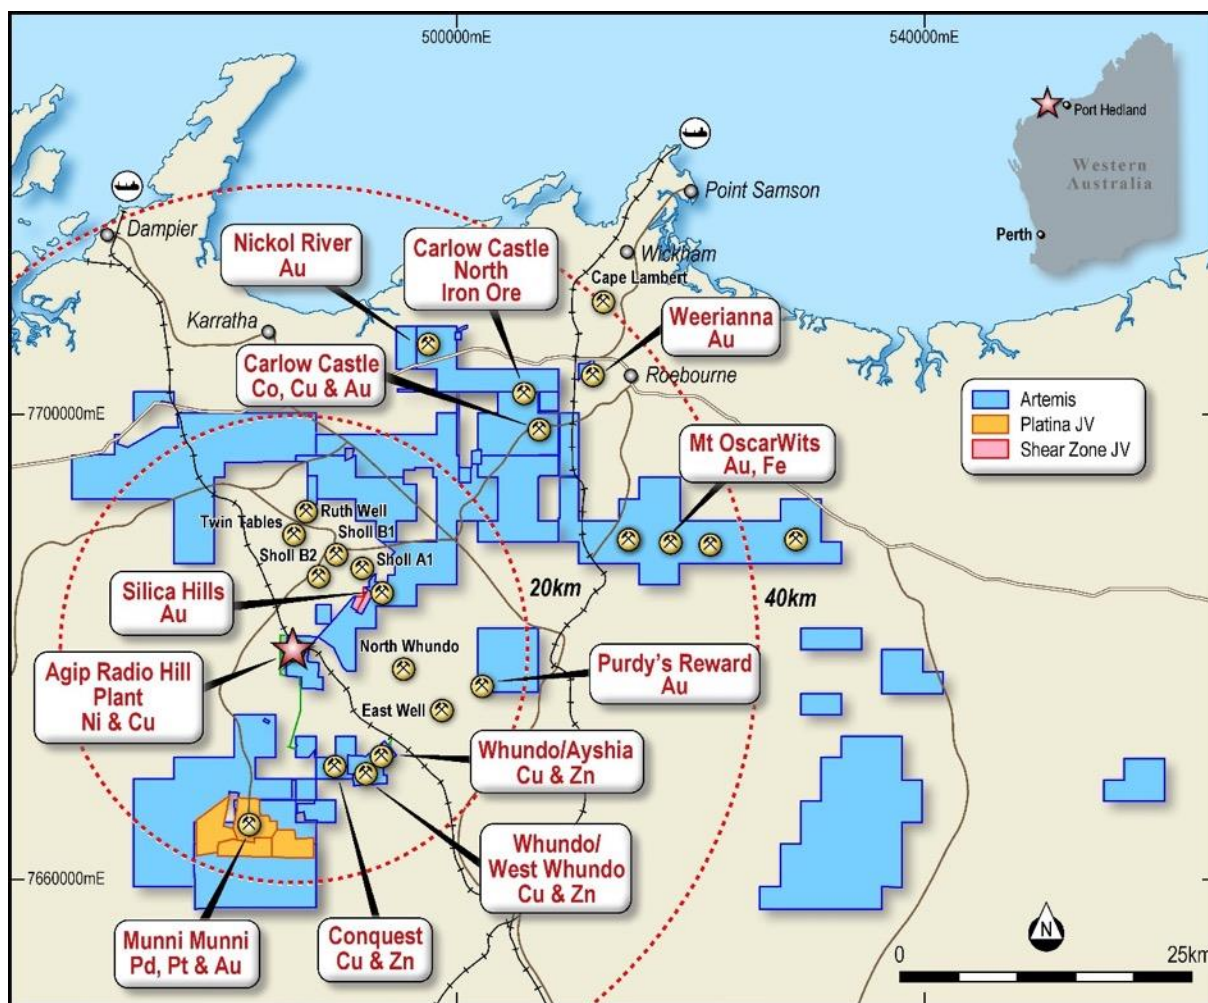 500000mE
540000mE
Port Hedland
Western
Australia
Perth
Point Samson
Dampier
Wickham
Cape Lambert
Nickol River
Au
Carlow Castle
North
Iron Ore
Karratha
Weerianna
Au
Carlow Castle
Co, Cu & Au
Roebourne
Artemis
Platina JV
Shear Zone JV
7700000mE
Mt OscarWits
Au, Fe
Ruth Well
Twin Tables
Sholl B1
Sholl B2
Sholl A1
Silica Hills
Au
20km
40km
North Whundo
Agip Radio Hill
Plant
Ni & Cu
Purdy's Reward
Au
East Well
Whundo/Ayshia
Cu & Zn
Whundo/
West Whundo
Cu & Zn
7660000mE
Munni Munni
Pd, Pt & Au
Conquest
Cu & Zn
N
0
25km